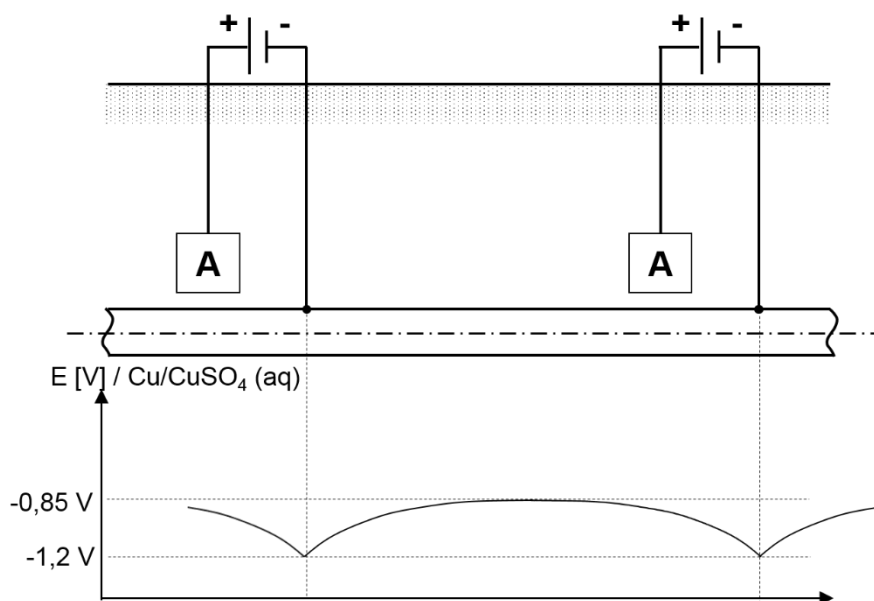 + - + -
A A
E [V] / Cu/CuSO₄ (aq)
-0,85 V
-1,2 V